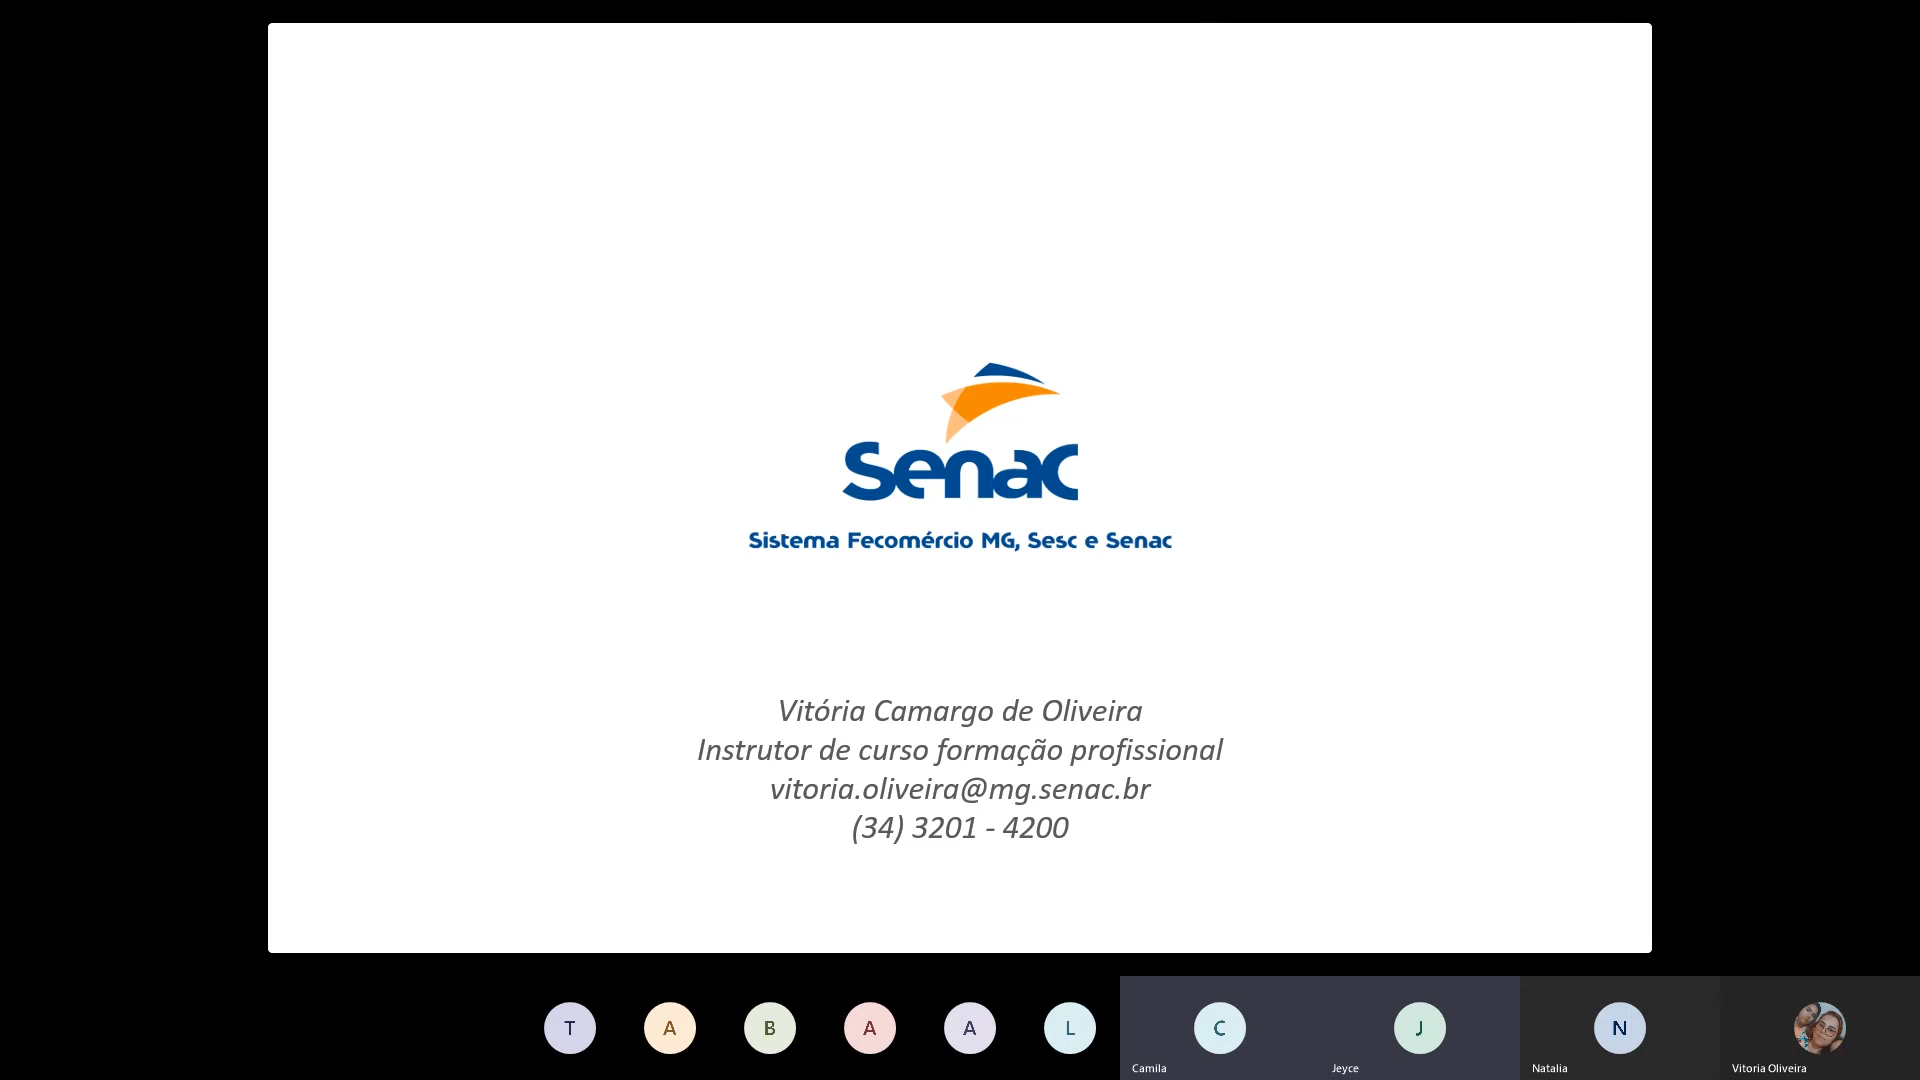 Senac
Sistema Fecomércio MG, Sesc e Senac
Vitória Camargo de Oliveira
Instrutor de curso formação profissional
vitoria.oliveira@mg.senac.br
(34) 3201 - 4200
T
A
B
A
A
L
C
J
N
Camila
Jeyce
Natalia
Vitoria Oliveira